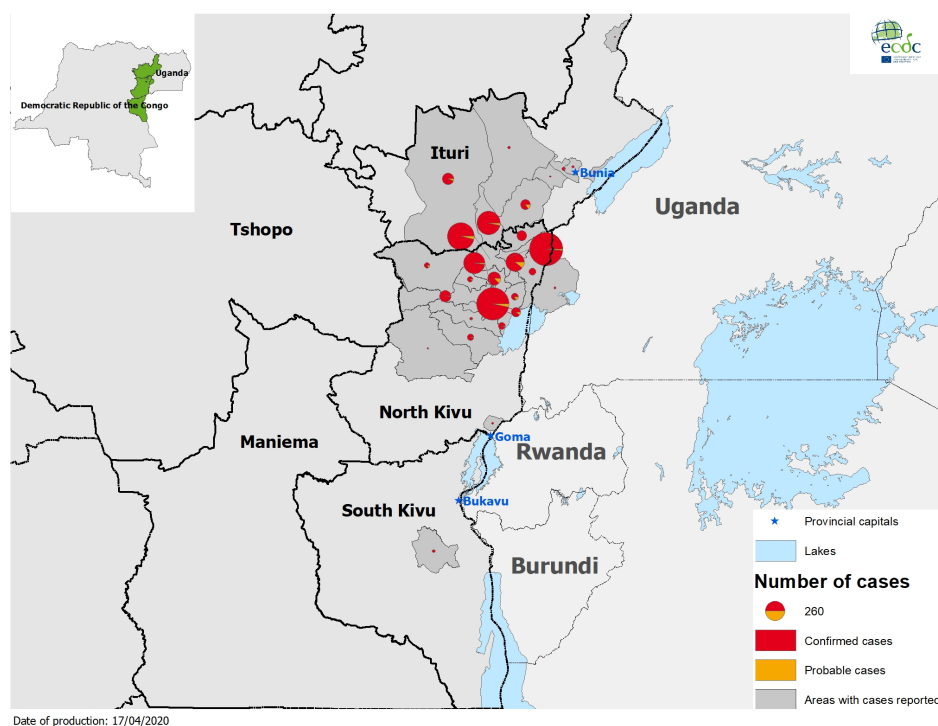 ecdc
Uganda
Democratic Republic of the Congo
Ituri
Bunia
Uganda
Tshopo
North Kivu
Maniema
Goma
Rwanda
South Kivu
Bukavu
Burundi
Provincial capitals
Lakes
Number of cases
260
Confirmed cases
Probable cases
Areas with cases reported
Date of production: 17/04/2020